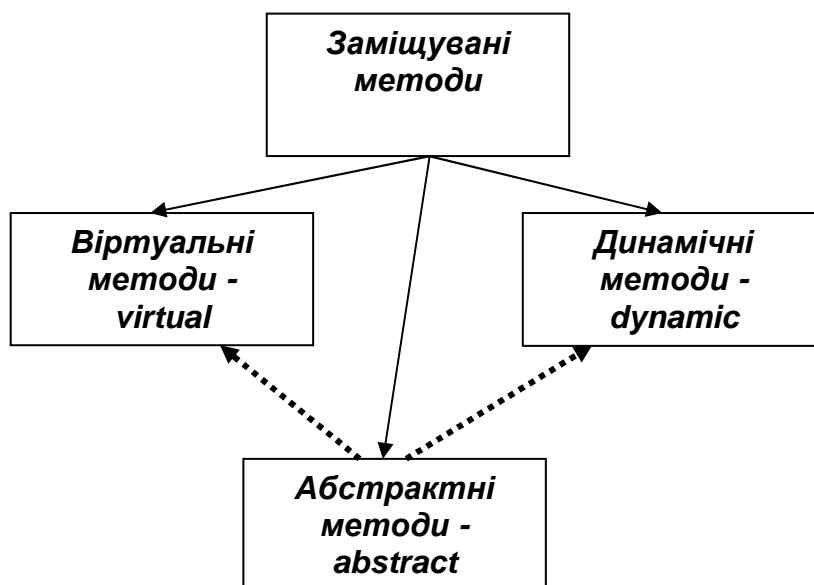 Заміщувані
методи
Віртуальні
методи -
virtual
Динамічні
методи -
dynamic
Абстрактні
методи -
abstract